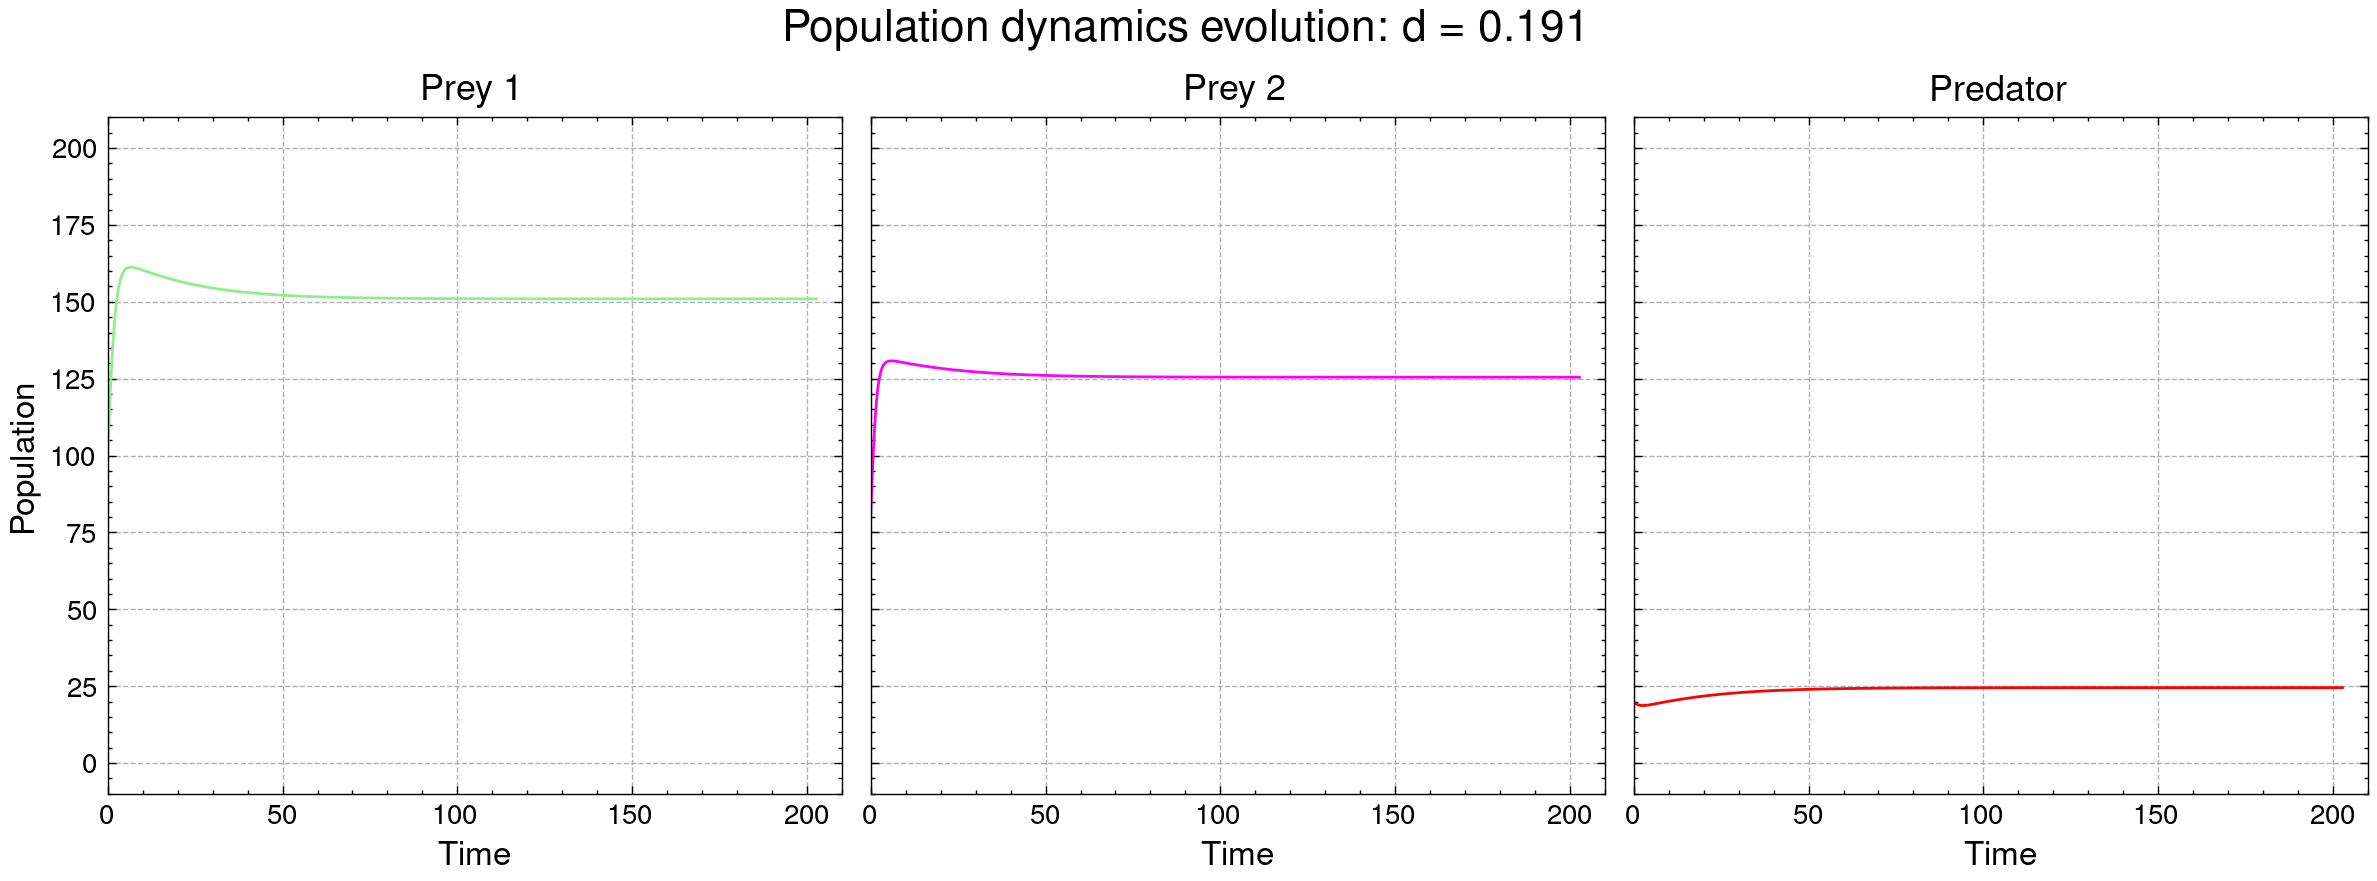 Population dynamics evolution: d = 0.191
Prey 1
Prey 2
Predator
Population
200
175
150
125
100
75
50
25
0
0 50 100 150 200
0 50 100 150 200
0 50 100 150 200
Time
Time
Time